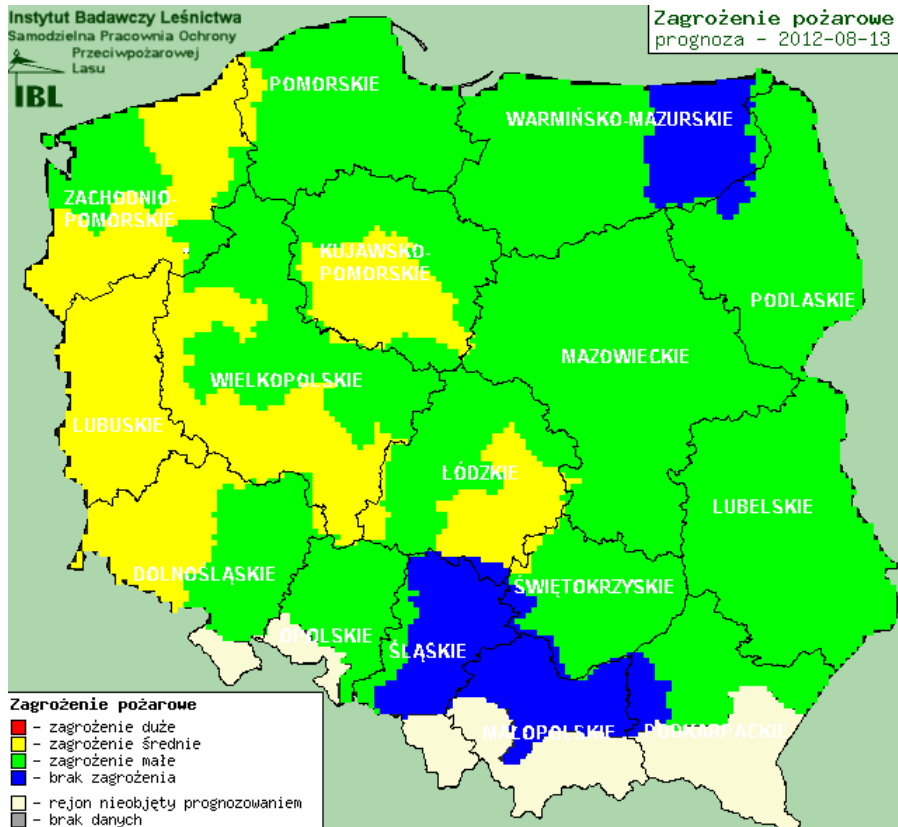 Instytut Badawczy Leśnictwa
Samodzielna Pracownia Ochrony
Przeciwpożarowej
Lasu
IBL
Zagrożenie pożarowe
prognoza - 2012-08-13
POMORSKIE
WARMIŃSKO-MAZURSKIE
ZACHODNIO-
POMORSKIE
KUJAWSKO-
POMORSKIE
PODLASKIE
MAZOWIECKIE
WIELKOPOLSKIE
LUBUSKIE
ŁÓDZKIE
LUBELSKIE
DOLNOŚLĄSKIE
ŚWIĘTOKRZYSKIE
OPOLSKIE
ŚLĄSKIE
MAŁOPOLSKIE
PODKARPACKIE
Zagrożenie pożarowe
- zagrożenie duże
- zagrożenie średnie
- zagrożenie małe
- brak zagrożenia
- rejon nieobjęty prognozowaniem
- brak danych